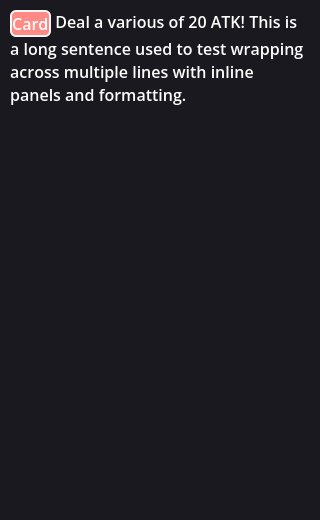 Card Deal a various of 20 ATK! This is
a long sentence used to test wrapping
across multiple lines with inline
panels and formatting.